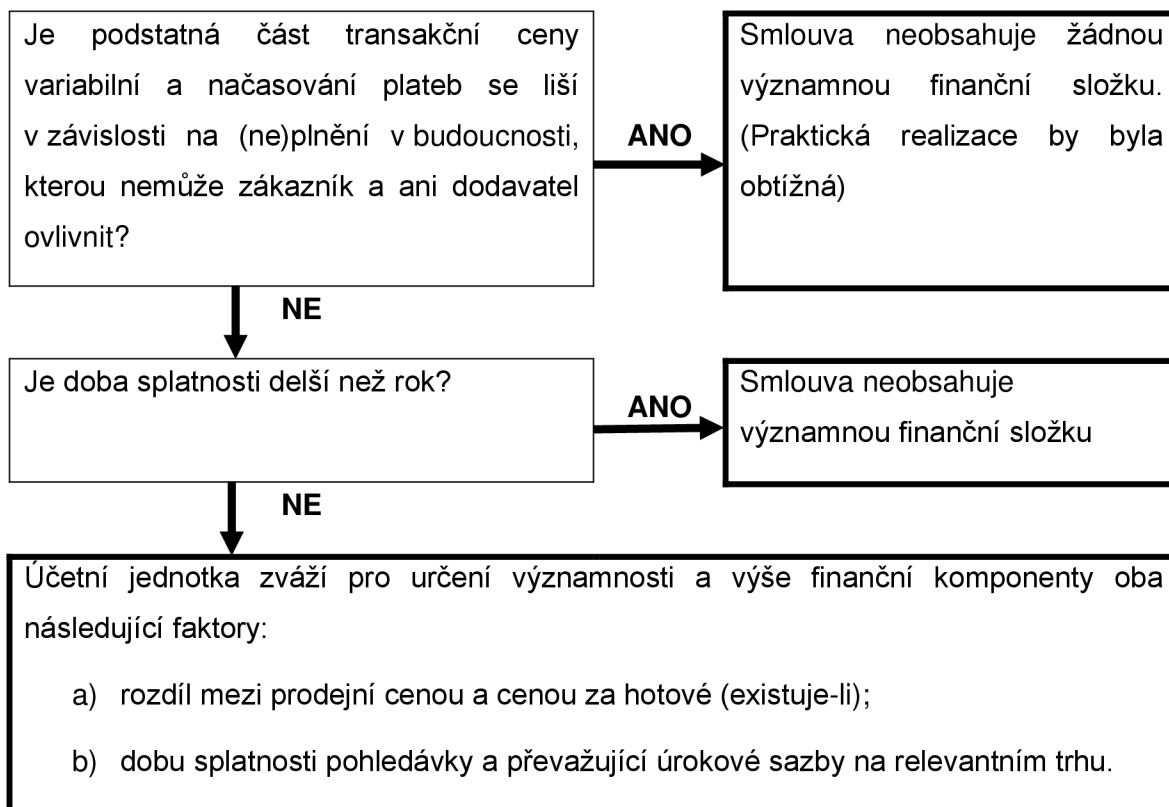 Je podstatná část transakční ceny
variabilní a načasování plateb se liší
v závislosti na (ne)plnění v budoucnosti,
kterou nemůže zákazník a ani dodavatel
ovlivnit?
ANO
Smlouva neobsahuje žádnou
významnou finanční složku.
(Praktická realizace by byla
obtížná)
NE
Je doba splatnosti delší než rok?
ANO
Smlouva neobsahuje
významnou finanční složku
NE
Účetní jednotka zváží pro určení významnosti a výše finanční komponenty oba
následující faktory:
a) rozdíl mezi prodejní cenou a cenou za hotové (existuje-li);
b) dobu splatnosti pohledávky a převažující úrokové sazby na relevantním trhu.